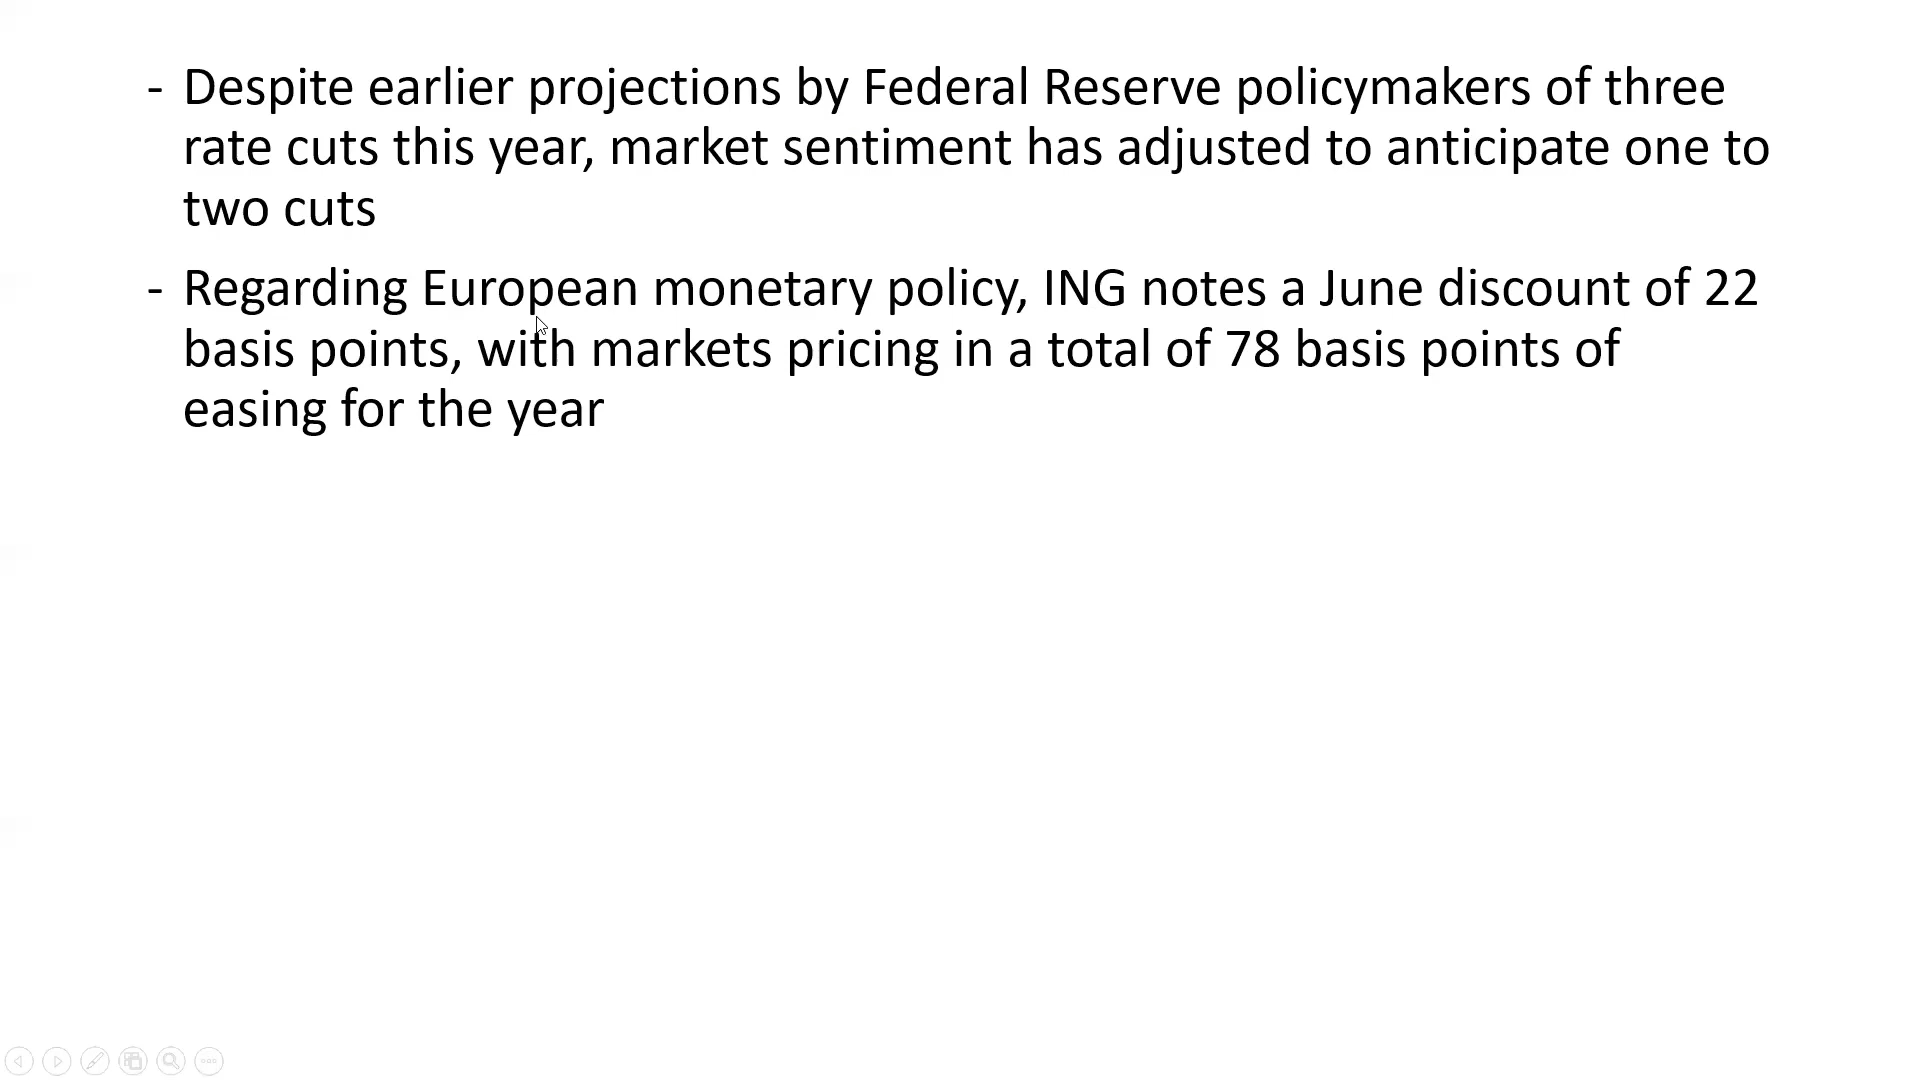 - Despite earlier projections by Federal Reserve policymakers of three
rate cuts this year, market sentiment has adjusted to anticipate one to
two cuts
- Regarding European monetary policy, ING notes a June discount of 22
basis points, with markets pricing in a total of 78 basis points of
easing for the year